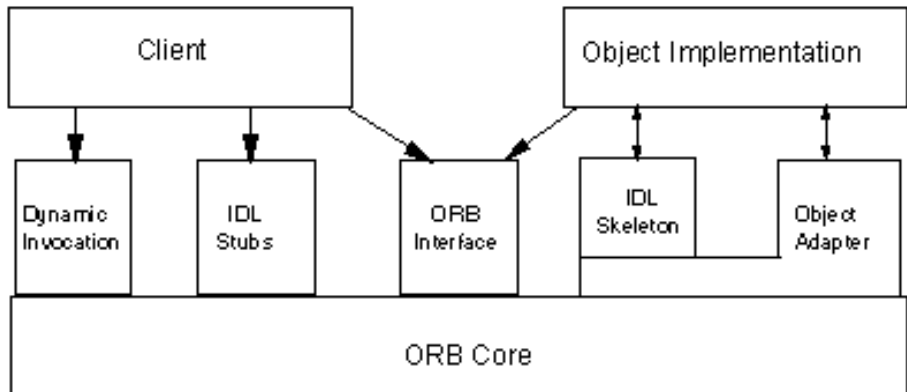 Client
Object Implementation
Dynamic
Invocation
IDL
Stubs
ORB
Interface
IDL
Skeleton
Object
Adapter
ORB Core